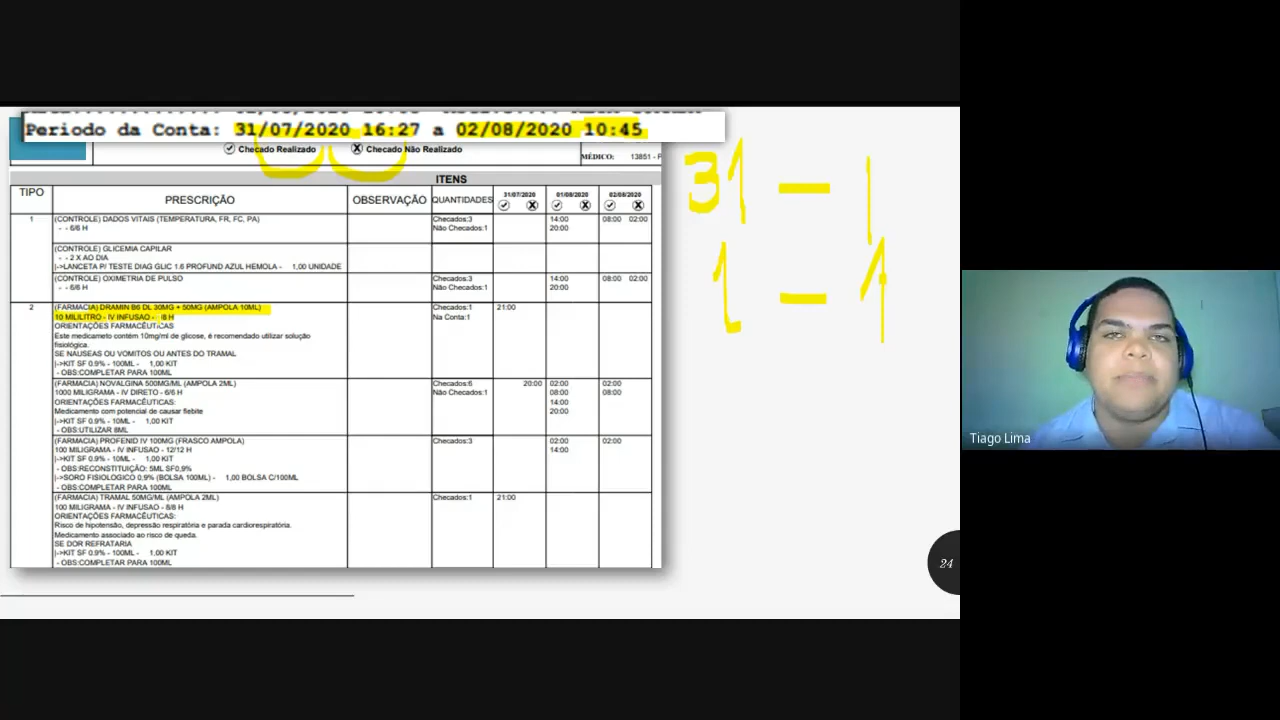 Periodo da Conta: 31/07/2020 16:27 a 02/08/2020 10:45
Checado Realizado Checado Não Realizado
MÉDICO: 13851 - F
ITENS
TIPO PRESCRIÇÃO OBSERVAÇÃO QUANTIDADES 31/07/2020 01/08/2020 02/08/2020
1 (CONTROLE) DADOS VITAIS (TEMPERATURA, FR, FC, PA) Checados:3 14:00 08:00 02:00
- - 6/6 H Não Checados:1 20:00
(CONTROLE) GLICEMIA CAPILAR
- - 2 X AO DIA
|->LANCETA P/ TESTE DIAG GLIC 1.6 PROFUND AZUL HEMOLA - 1,00 UNIDADE
(CONTROLE) OXIMETRIA DE PULSO Checados:3 14:00 08:00 02:00
- - 6/6 H Não Checados:1 20:00
2 (FARMACIA) DRAMIN B6 DL 30MG + 50MG (AMPOLA 10ML) Checados:1 21:00
10 MILILITRO - IV INFUSAO - 8/8 H Na Conta:1
ORIENTAÇÕES FARMACÊUTICAS
Este medicamento contém 10mg/ml de glicose, é recomendado utilizar solução
fisiológica.
SE NAUSEAS OU VOMITOS OU ANTES DO TRAMAL
|->KIT SF 0.9% - 100ML - 1,00 KIT
- OBS:COMPLETAR PARA 100ML
(FARMACIA) NOVALGINA 500MG/ML (AMPOLA 2ML) Checados:6 20:00 02:00 02:00
1000 MILIGRAMA - IV DIRETO - 6/6 H Não Checados:1 08:00 08:00
ORIENTAÇÕES FARMACÊUTICAS: 14:00
Medicamento com potencial de causar flebite 20:00
|->KIT SF 0.9% - 10ML - 1,00 KIT
- OBS:UTILIZAR 8ML
(FARMACIA) PROFENID IV 100MG (FRASCO AMPOLA) Checados:3 02:00 02:00
100 MILIGRAMA - IV INFUSAO - 12/12 H 14:00
|->KIT SF 0.9% - 10ML - 1,00 KIT
- OBS:RECONSTITUIÇÃO: 5ML SF0,9%
|->SORO FISIOLOGICO 0,9% (BOLSA 100ML) - 1,00 BOLSA C/100ML
- OBS:COMPLETAR PARA 100ML
(FARMACIA) TRAMAL 50MG/ML (AMPOLA 2ML) Checados:1 21:00
100 MILIGRAMA - IV INFUSAO - 8/8 H
ORIENTAÇÕES FARMACÊUTICAS:
Risco de hipotensão, depressão respiratória e parada cardiorespiratória.
Medicamento associado ao risco de queda.
SE DOR REFRATARIA
|->KIT SF 0.9% - 100ML - 1,00 KIT
- OBS:COMPLETAR PARA 100ML
31 - 1
1 - 1
24
Tiago Lima